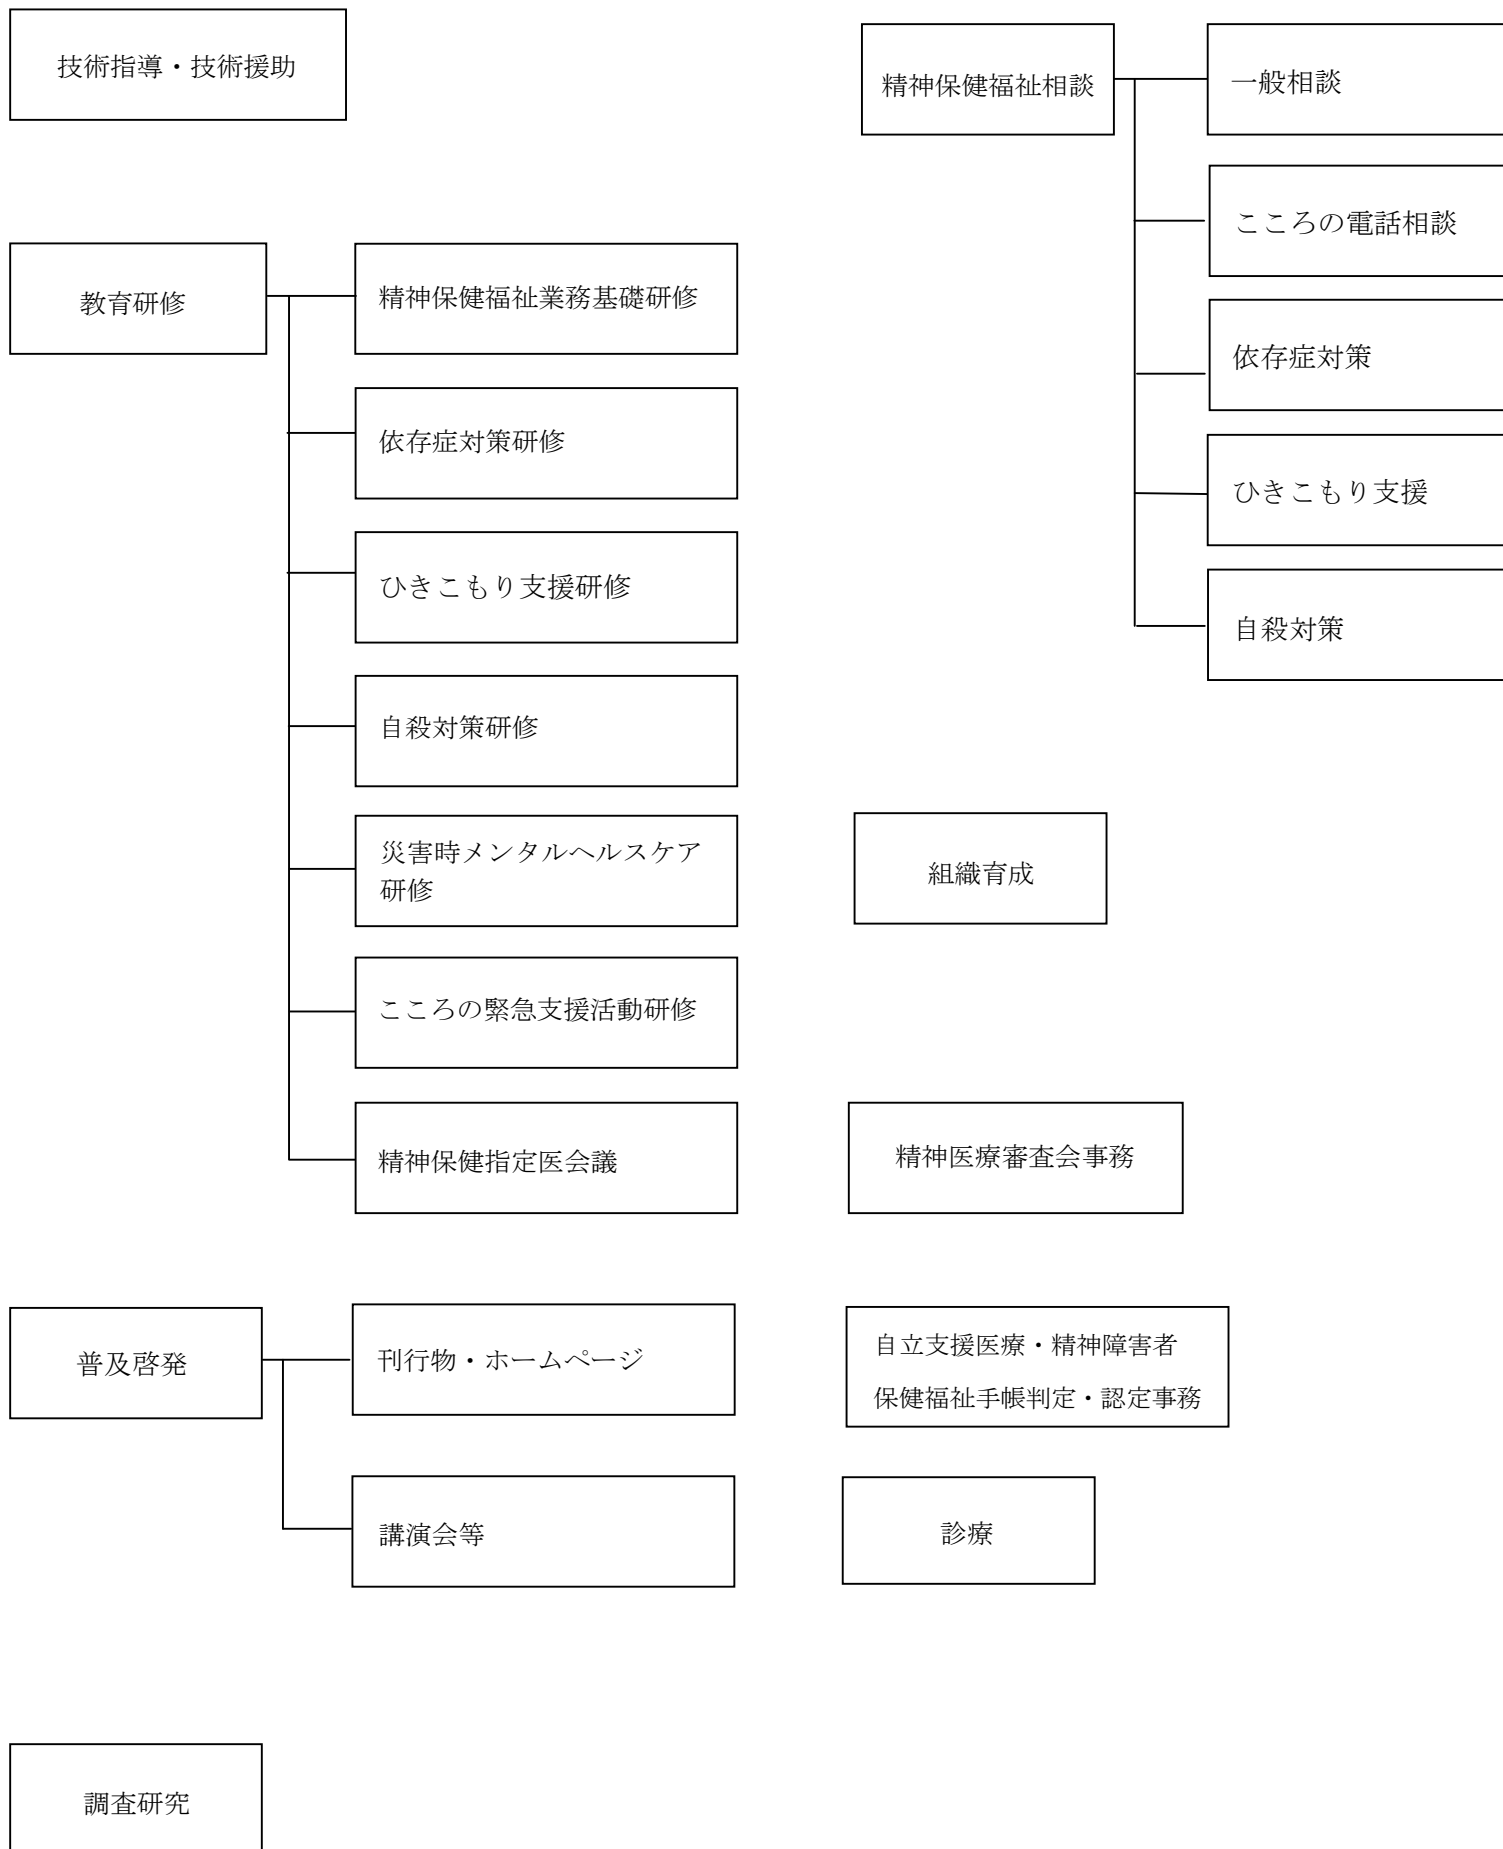 技術指導・技術援助
教育研修
精神保健福祉業務基礎研修
依存症対策研修
ひきこもり支援研修
自殺対策研修
災害時メンタルヘルスケア
研修
こころの緊急支援活動研修
精神保健指定医会議
普及啓発
刊行物・ホームページ
講演会等
調査研究
精神保健福祉相談
一般相談
こころの電話相談
依存症対策
ひきこもり支援
自殺対策
組織育成
精神医療審査会事務
自立支援医療・精神障害者
保健福祉手帳判定・認定事務
診療